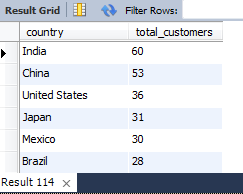 Result Grid Filter Rows:
country total_customers
India 60
China 53
United States 36
Japan 31
Mexico 30
Brazil 28
Result 114 ×